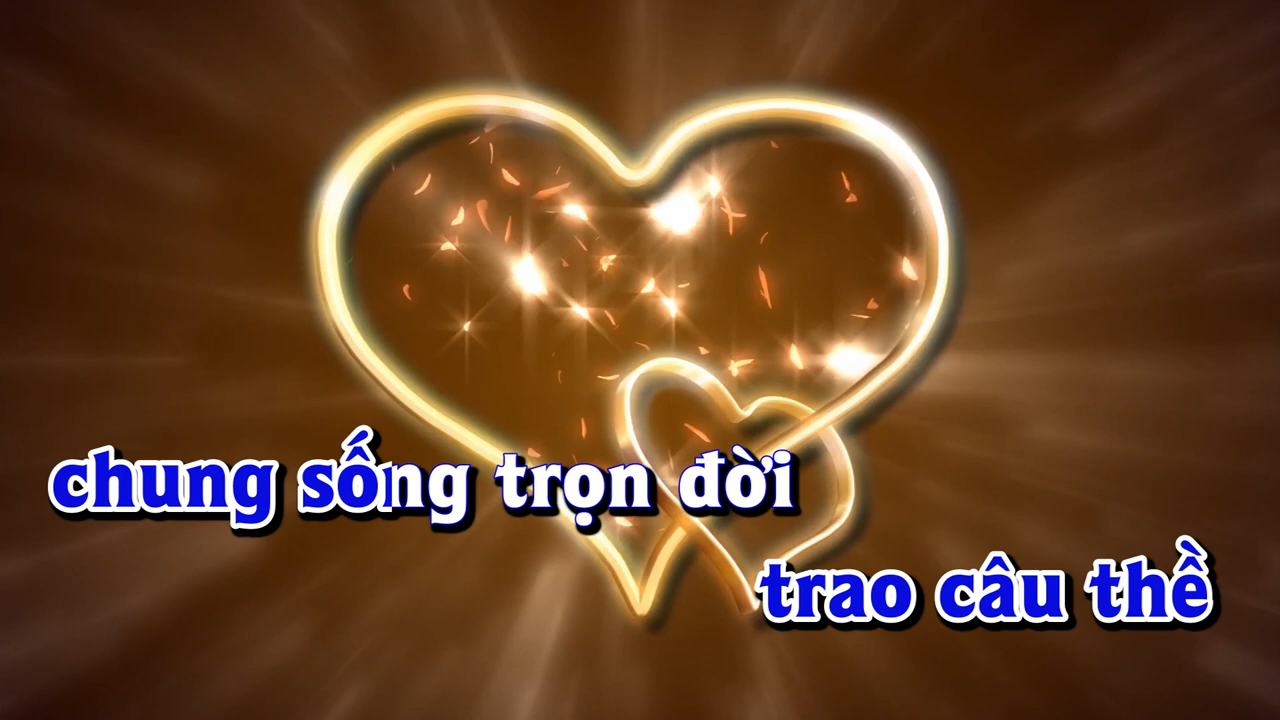 chung sống trọn đời
trao câu thề